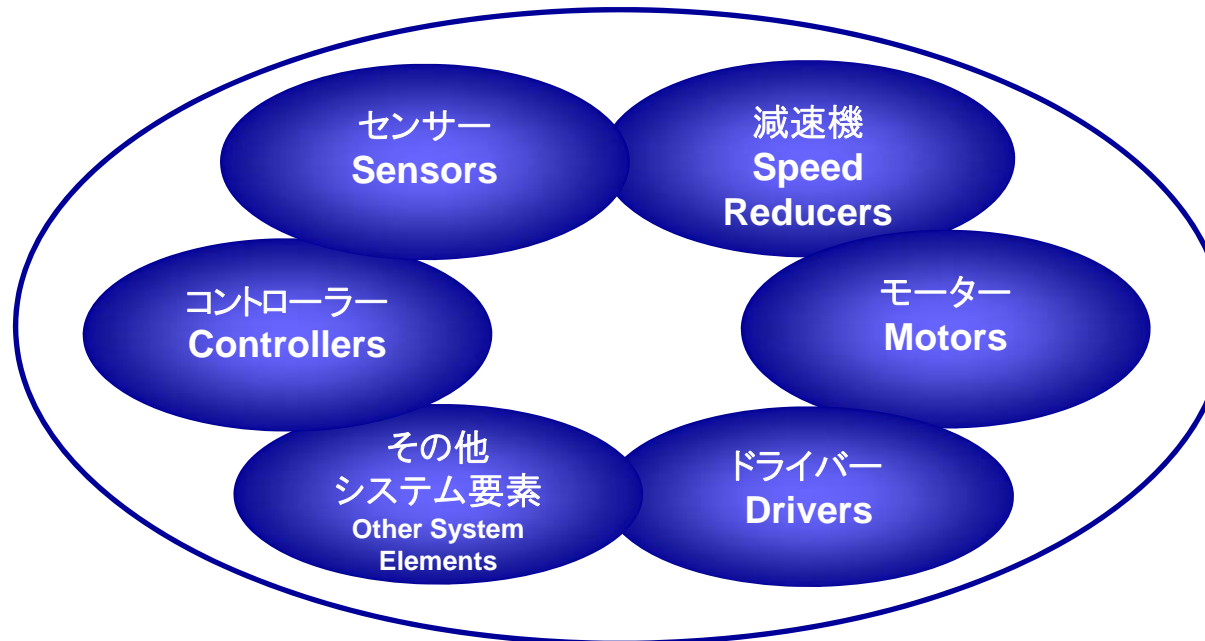 センサー
Sensors
減速機
Speed
Reducers
コントローラー
Controllers
モーター
Motors
その他
システム要素
Other System
Elements
ドライバー
Drivers